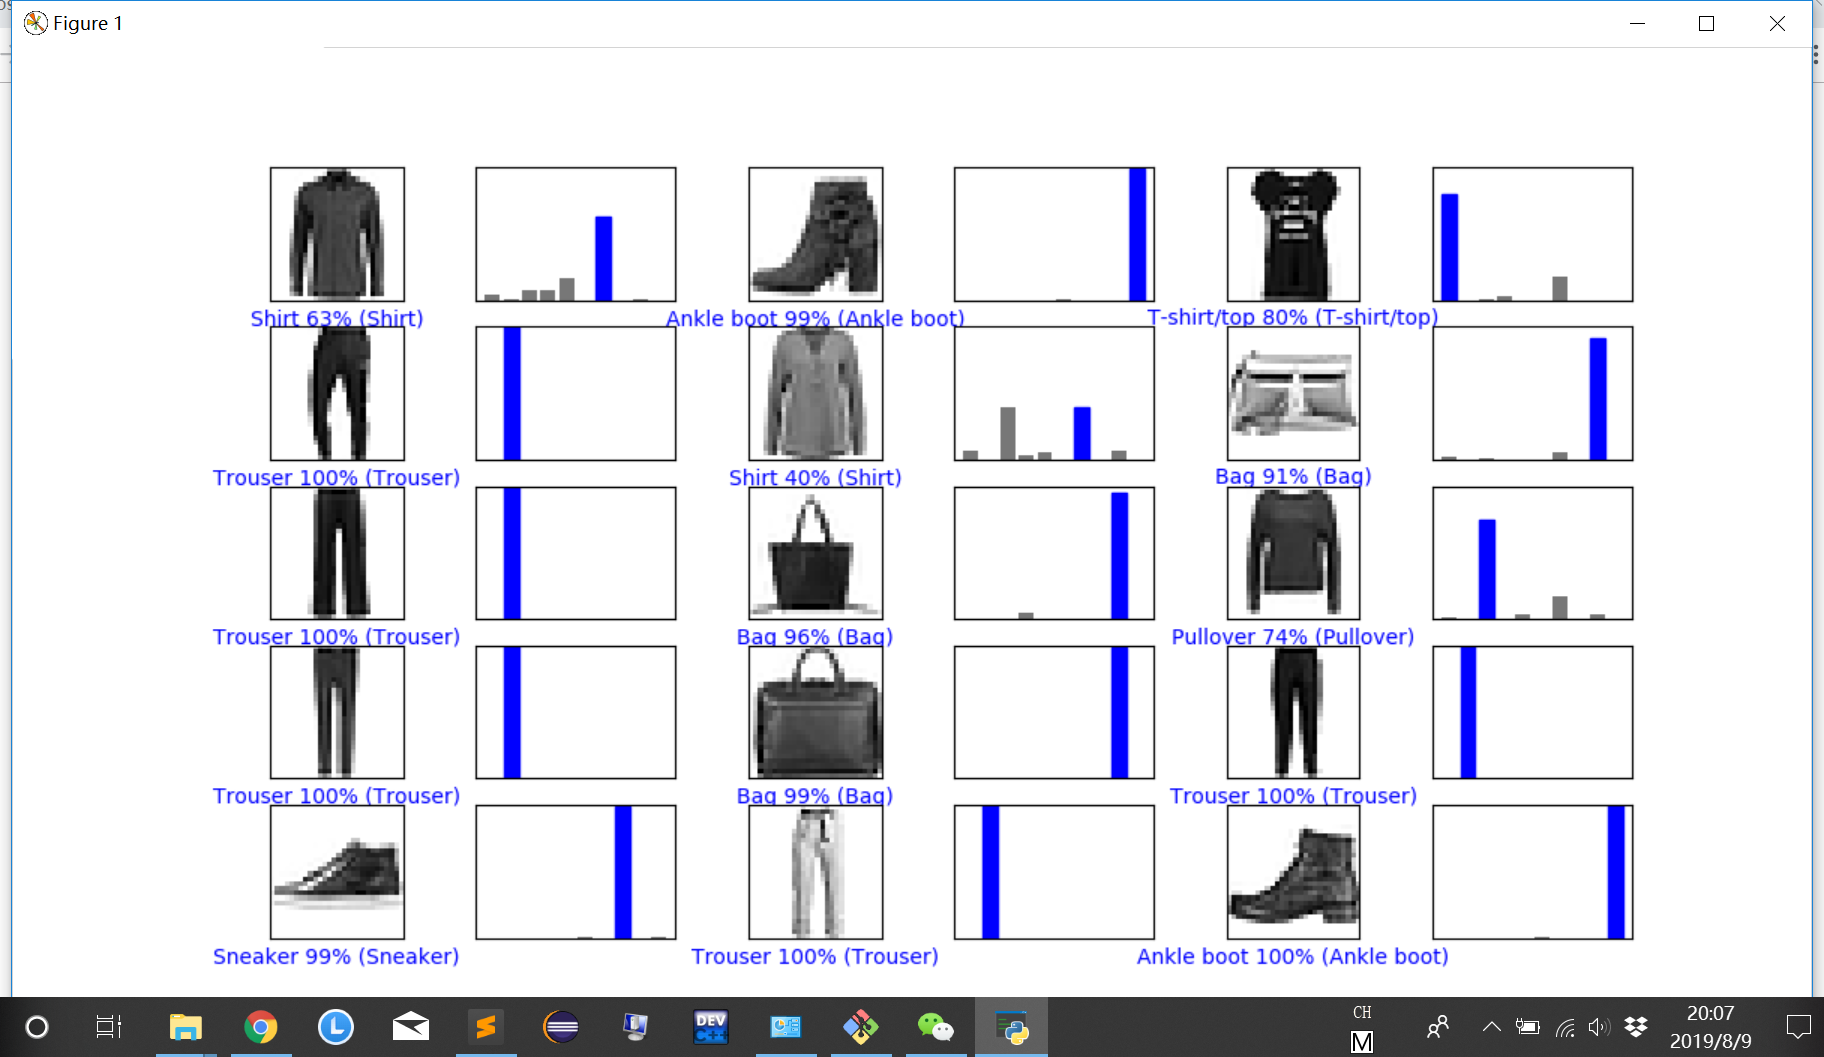 Figure 1
Shirt 63% (Shirt)
Ankle boot 99% (Ankle boot)
T-shirt/top 80% (T-shirt/top)
Trouser 100% (Trouser)
Shirt 40% (Shirt)
Bag 91% (Bag)
Trouser 100% (Trouser)
Bag 96% (Bag)
Pullover 74% (Pullover)
Trouser 100% (Trouser)
Bag 99% (Bag)
Trouser 100% (Trouser)
Sneaker 99% (Sneaker)
Trouser 100% (Trouser)
Ankle boot 100% (Ankle boot)
L
DEV
C++
CH
M
20:07
2019/8/9